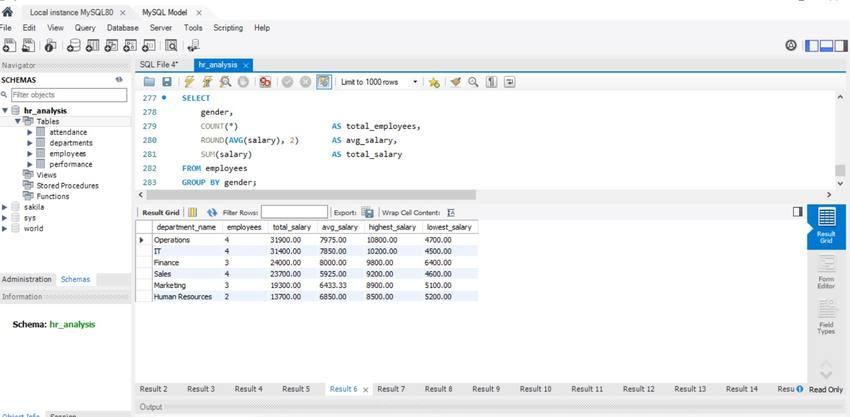 Local instance MySQL80 × MySQL Model ×
File Edit View Query Database Server Tools Scripting Help
Navigator
SCHEMAS
Filter objects
hr_analysis
Tables
attendance
departments
employees
performance
Views
Stored Procedures
Functions
sakila
sys
world
Administration Schemas
Information
Schema: hr_analysis
Object Info Session
SQL File 4* hr_analysis ×
Limit to 1000 rows
277 SELECT
278 gender,
279 COUNT(*) AS total_employees,
280 ROUND(AVG(salary), 2) AS avg_salary,
281 SUM(salary) AS total_salary
282 FROM employees
283 GROUP BY gender;
Result Grid Filter Rows: Export: Wrap Cell Content:
department_name employees total_salary avg_salary highest_salary lowest_salary
Operations 4 31900.00 7975.00 10800.00 4700.00
IT 4 31400.00 7850.00 10200.00 4500.00
Finance 3 24000.00 8000.00 9800.00 6400.00
Sales 4 23700.00 5925.00 9200.00 4600.00
Marketing 3 19300.00 6433.33 8900.00 5100.00
Human Resources 2 13700.00 6850.00 8500.00 5200.00
Result
Grid
Form
Editor
Field
Types
Result 2 Result 3 Result 4 Result 5 Result 6 × Result 7 Result 8 Result 9 Result 10 Result 11 Result 12 Result 13 Result 14 Resu Read Only
Output